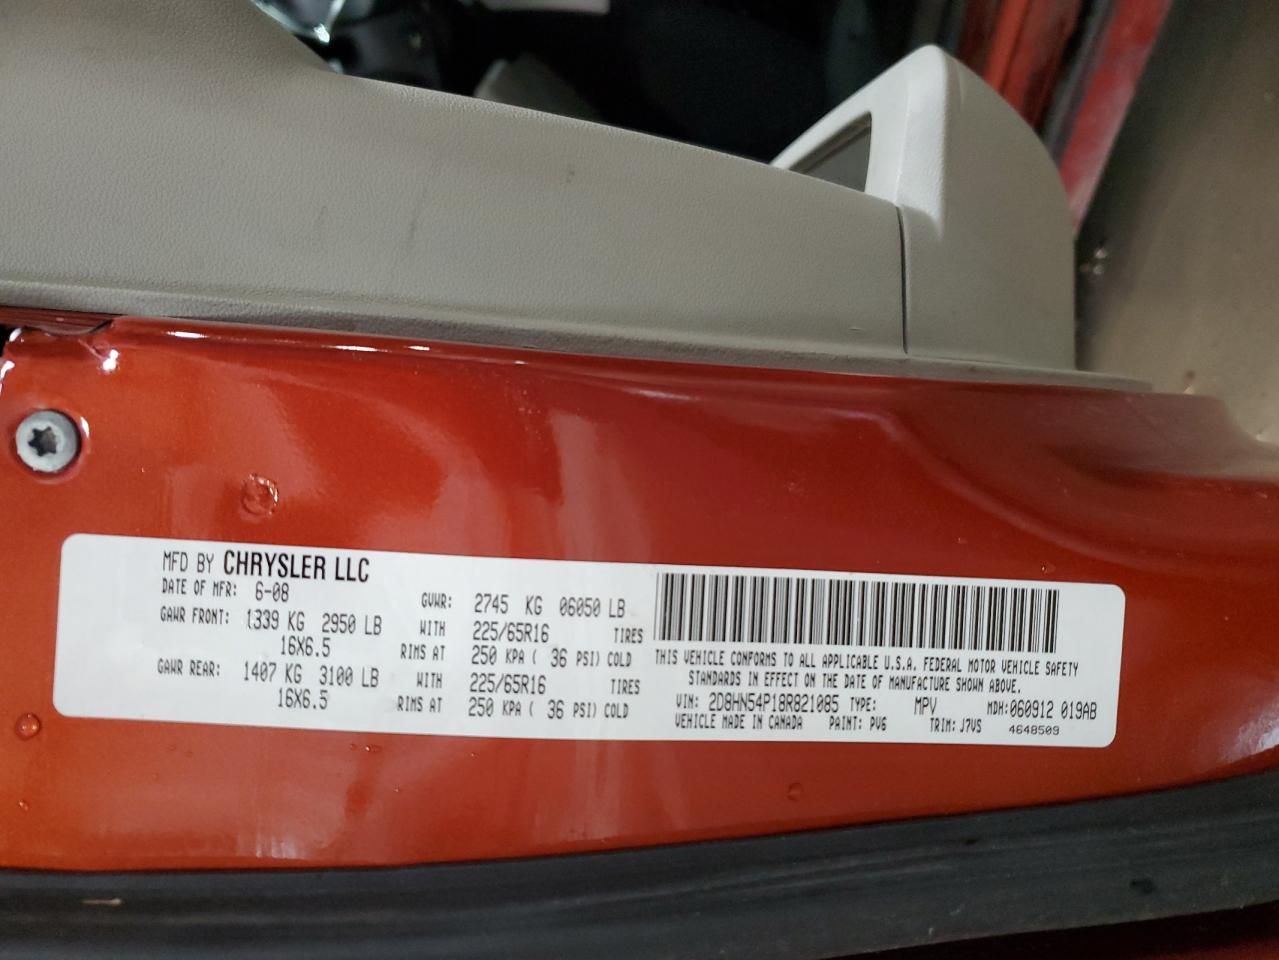 MFD BY CHRYSLER LLC
DATE OF MFR: 6-08 GVWR: 2745 KG 06050 LB
GAWR FRONT: 1339 KG 2950 LB WITH 225/65R16 TIRES
16X6.5 RIMS AT 250 KPA ( 36 PSI) COLD
GAWR REAR: 1407 KG 3100 LB WITH 225/65R16 TIRES
16X6.5 RIMS AT 250 KPA ( 36 PSI) COLD
THIS VEHICLE CONFORMS TO ALL APPLICABLE U.S.A. FEDERAL MOTOR VEHICLE SAFETY
STANDARDS IN EFFECT ON THE DATE OF MANUFACTURE SHOWN ABOVE.
VIN: 2D8HN54P18R821085 TYPE: MPV MDH:060912 019AB
VEHICLE MADE IN CANADA PAINT: PV6 TRIM: J7VS 4648509